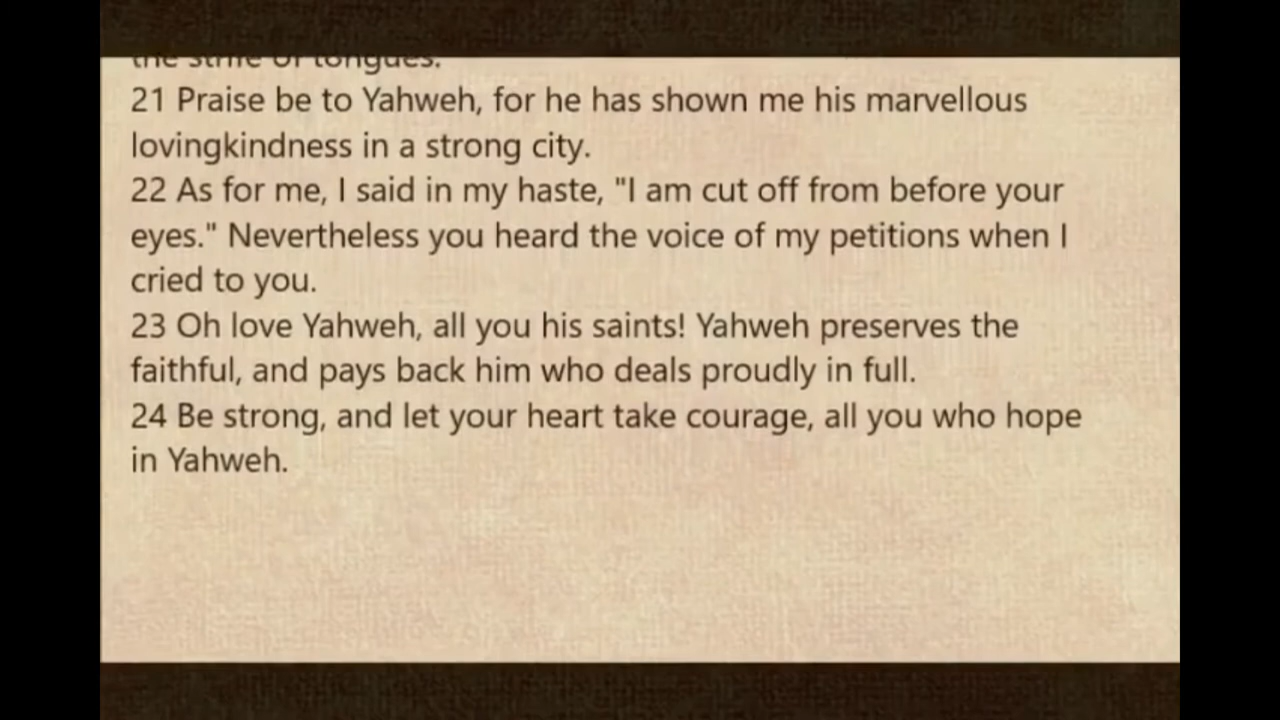 the strife of tongues.
21 Praise be to Yahweh, for he has shown me his marvellous
lovingkindness in a strong city.
22 As for me, I said in my haste, "I am cut off from before your
eyes." Nevertheless you heard the voice of my petitions when I
cried to you.
23 Oh love Yahweh, all you his saints! Yahweh preserves the
faithful, and pays back him who deals proudly in full.
24 Be strong, and let your heart take courage, all you who hope
in Yahweh.